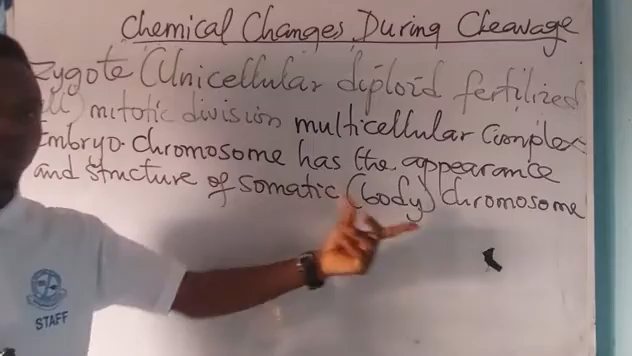 Chemical Changes During Cleavage
Zygote (Unicellular diploid fertilized
mitotic division multicellular Complex
Embryo. Chromosome has the appearance
and structure of somatic (body) Chromosome
STAFF